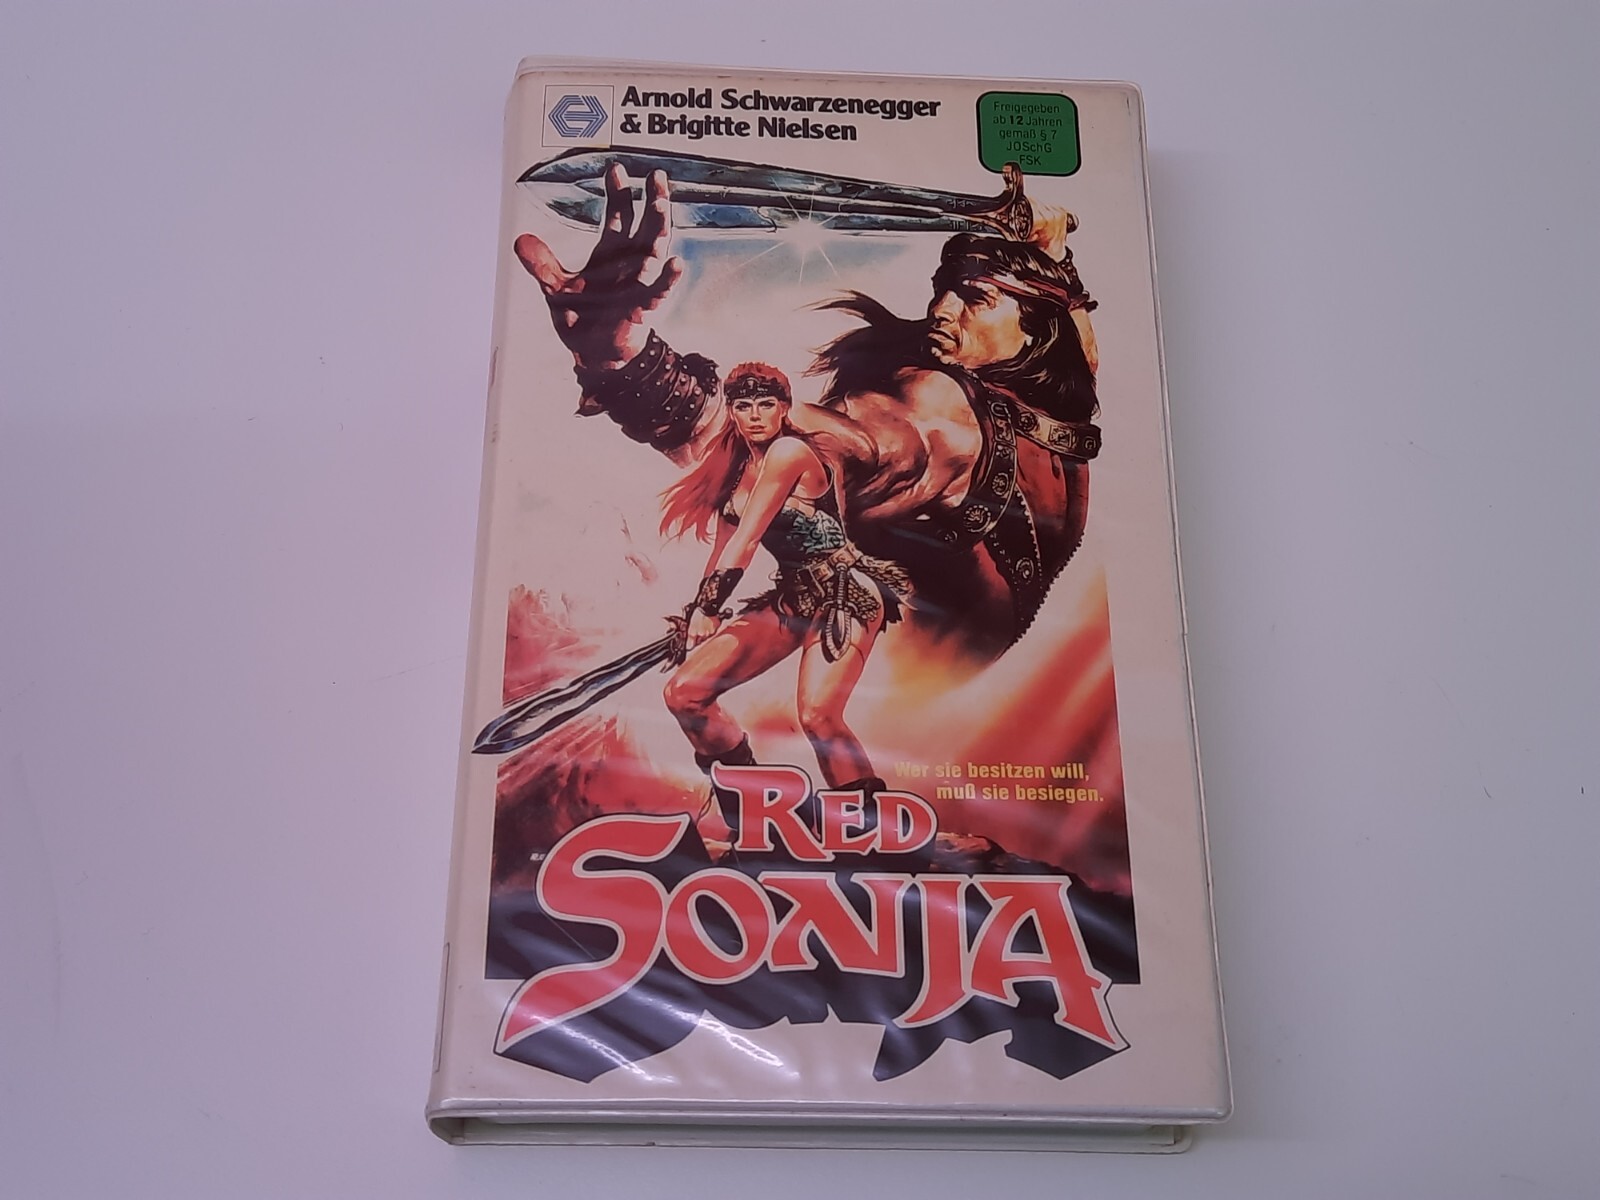 Arnold Schwarzenegger
& Brigitte Nielsen
Freigegeben
ab 12 Jahren
gemäß § 7
JÖSchG
FSK
Wer sie besitzen will,
muß sie besiegen.
RED
SONJA